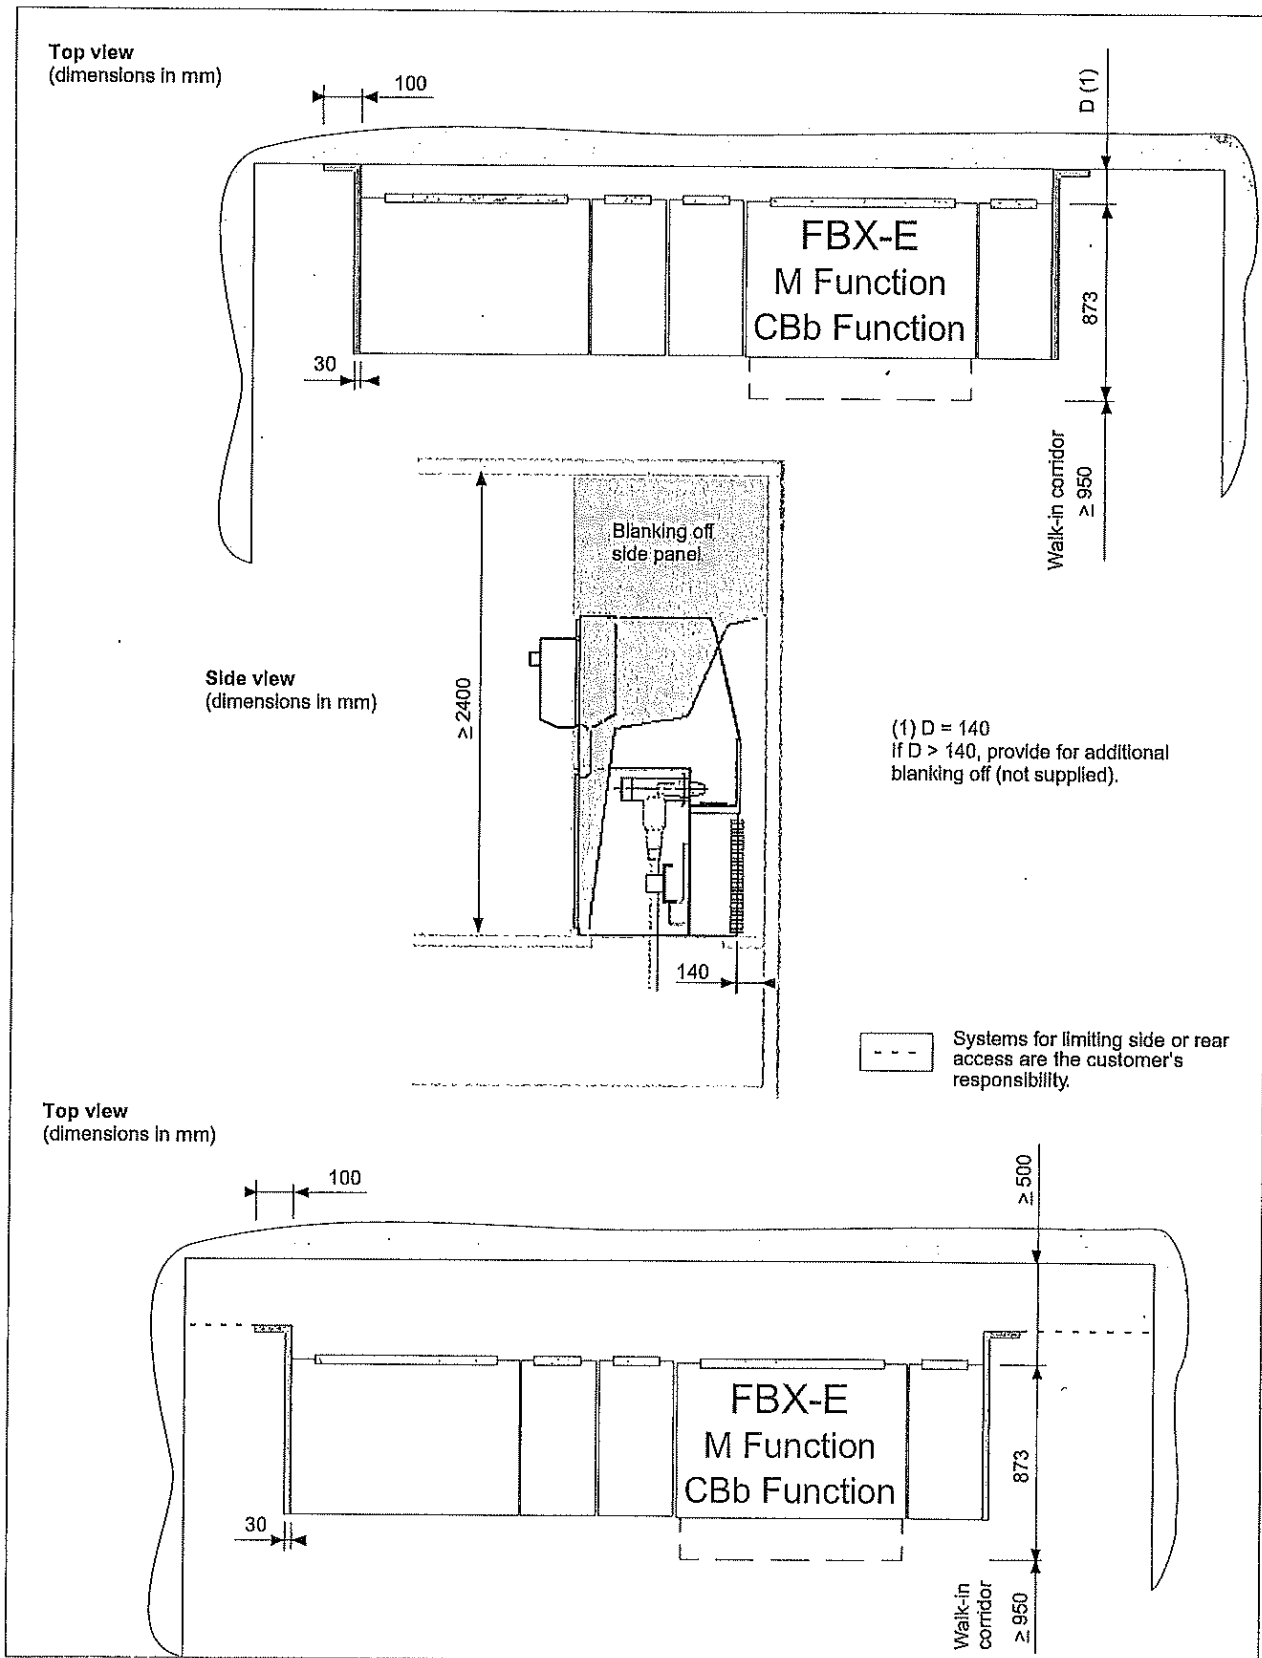 Top view
(dimensions in mm)
100
D (1)
FBX-E
M Function
CBb Function
873
30
Walk-in corridor
≥ 950
Blanking off
side panel
Side view
(dimensions in mm)
≥ 2400
(1) D = 140
If D > 140, provide for additional
blanking off (not supplied).
140
Systems for limiting side or rear
access are the customer's
responsibility.
Top view
(dimensions in mm)
100
≥ 500
FBX-E
M Function
CBb Function
873
30
Walk-in
corridor
≥ 950